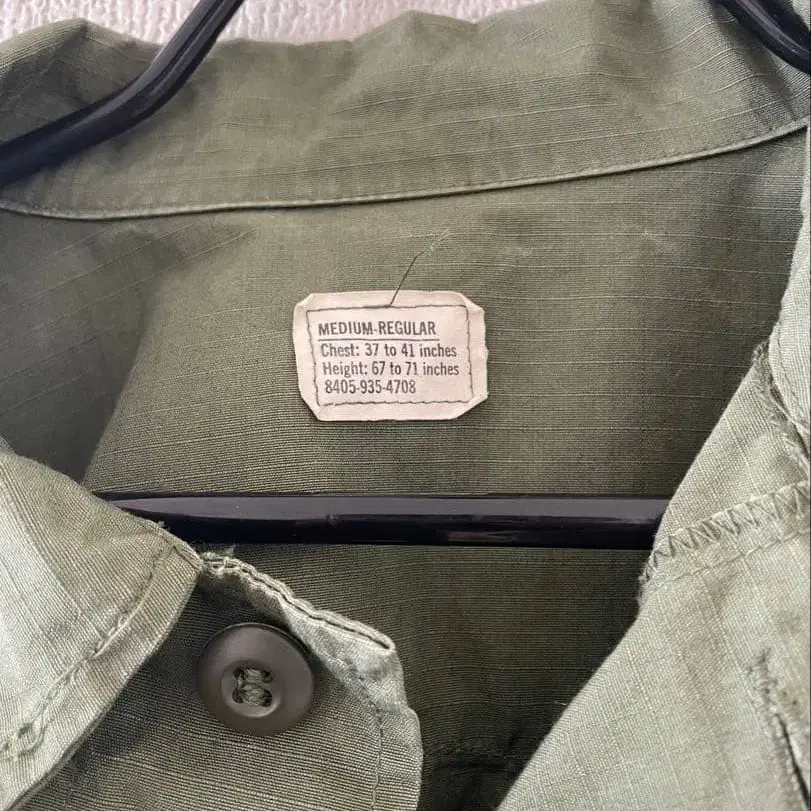 MEDIUM-REGULAR
Chest: 37 to 41 inches
Height: 67 to 71 inches
8405-935-4708